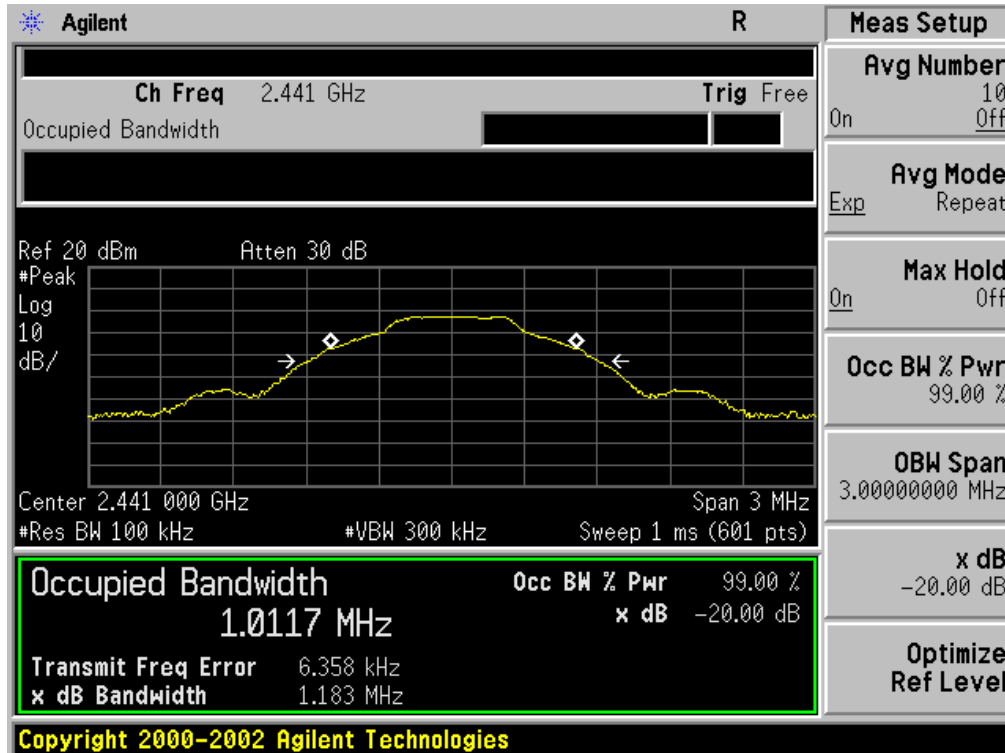 Agilent R
Ch Freq 2.441 GHz Trig Free
Occupied Bandwidth
Ref 20 dBm Atten 30 dB
#Peak
Log
10
dB/
Center 2.441 000 GHz Span 3 MHz
#Res BW 100 kHz #VBW 300 kHz Sweep 1 ms (601 pts)
Occupied Bandwidth Occ BW % Pwr 99.00 %
1.0117 MHz x dB -20.00 dB
Transmit Freq Error 6.358 kHz
x dB Bandwidth 1.183 MHz
Copyright 2000-2002 Agilent Technologies
Meas Setup
Avg Number
10
On Off
Avg Mode
Exp Repeat
Max Hold
On Off
Occ BW % Pwr
99.00 %
OBW Span
3.00000000 MHz
x dB
-20.00 dB
Optimize
Ref Level